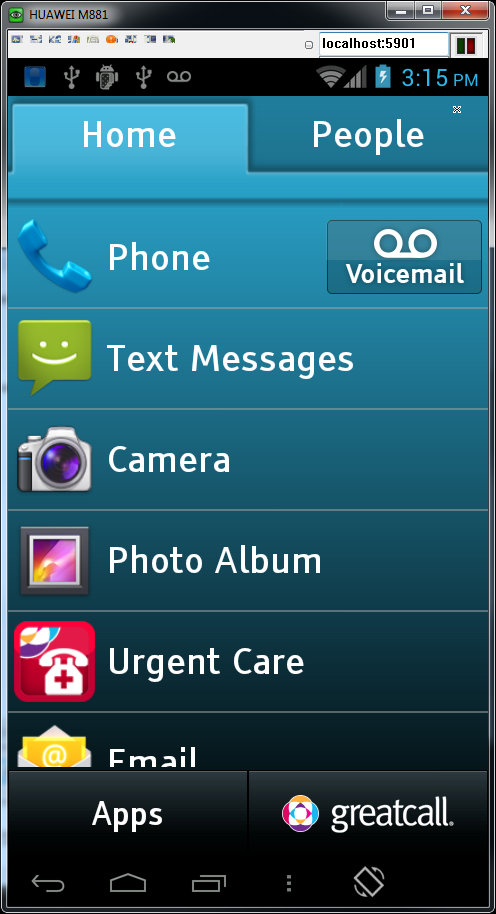 HUAWEI M881
localhost:5901
3:15 PM
Home
People
Phone
Voicemail
Text Messages
Camera
Photo Album
Urgent Care
Email
Apps
greatcall®